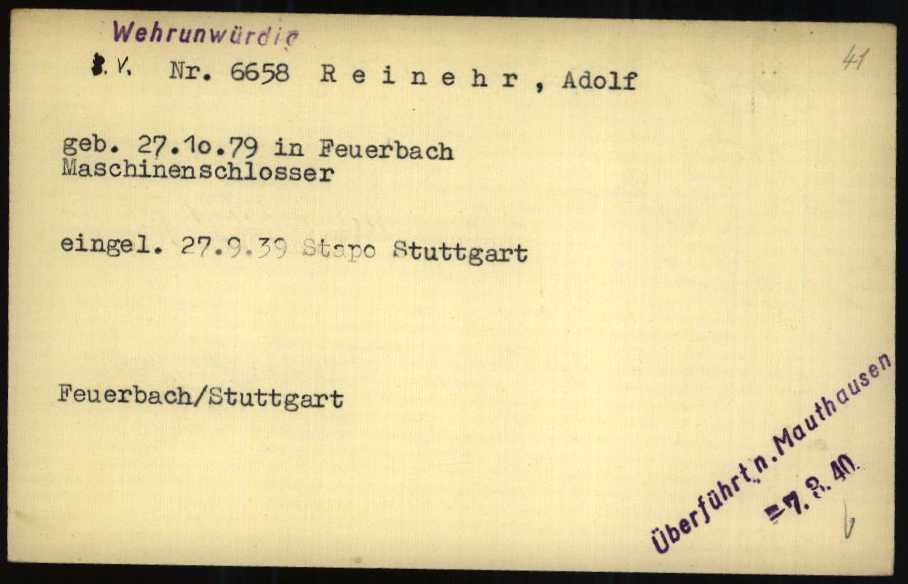 Wehrunwürdig
41
B.V. Nr. 6658 Reinehr, Adolf
geb. 27.1o.79 in Feuerbach
Maschinenschlosser
eingel. 27.9.39 Stapo Stuttgart
Feuerbach/Stuttgart
Überführt n. Mauthausen
=7. 8. 40.